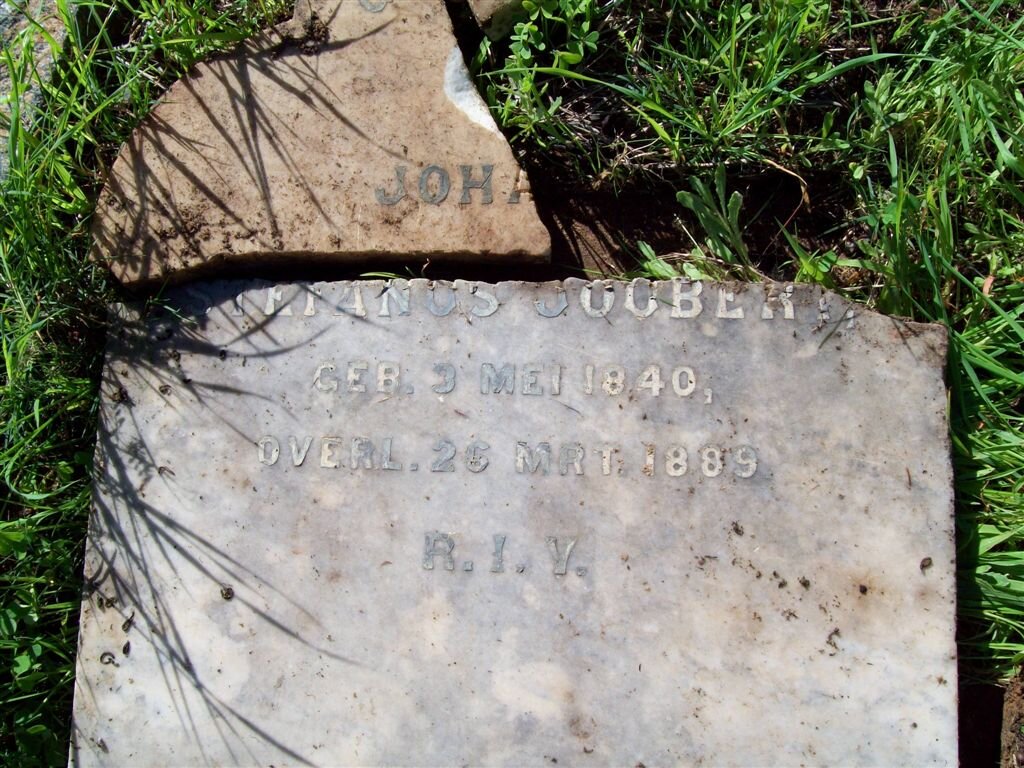 JOHA
STEFANUS JOUBERT
GEB. 3 MEI 1840,
OVERL. 26 MRT. 1889
R. I. V.